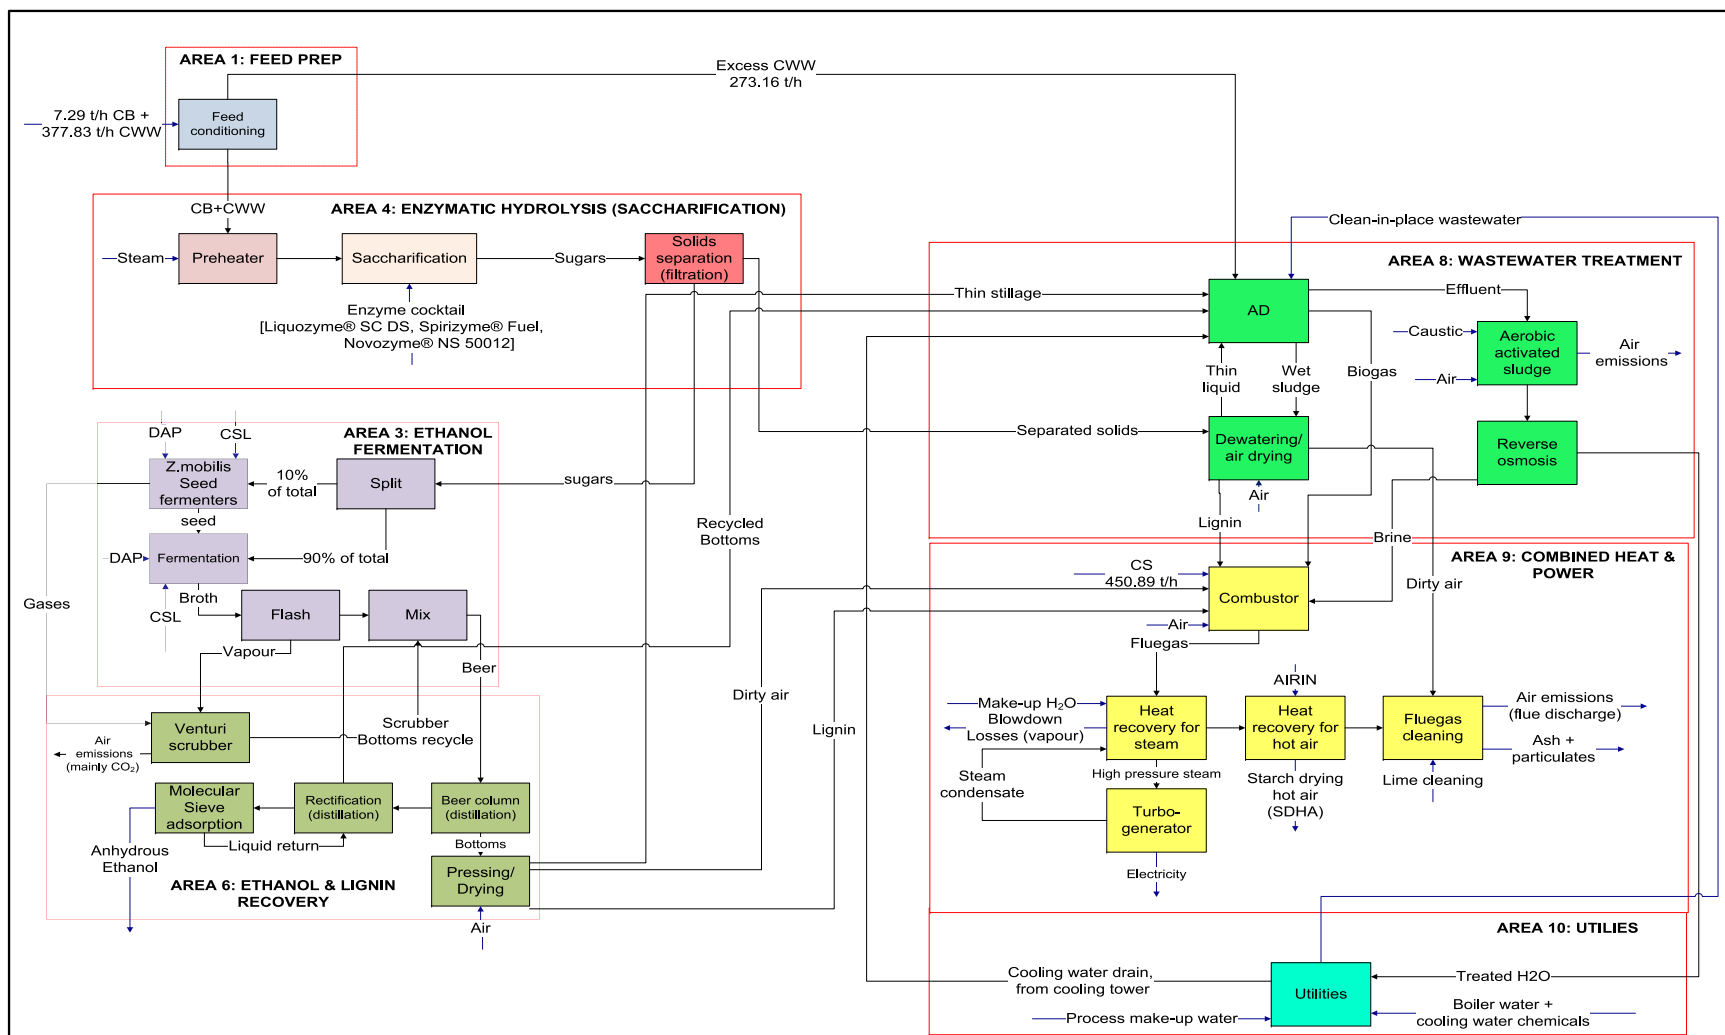 AREA 1: FEED PREP
Excess CWW
273.16 t/h
7.29 t/h CB +
377.83 t/h CWW
Feed
conditioning
CB+CWW
AREA 4: ENZYMATIC HYDROLYSIS (SACCHARIFICATION)
Steam
Preheater
Saccharification
Sugars
Solids
separation
(filtration)
Enzyme cocktail
[Liquozyme® SC DS, Spirizyme® Fuel,
Novozyme® NS 50012]
Clean-in-place wastewater
AREA 8: WASTEWATER TREATMENT
Thin stillage
AD
Effluent
Caustic
Aerobic
activated
sludge
Air
emissions
Air
Thin
liquid
Wet
sludge
Biogas
Separated solids
Dewatering/
air drying
Reverse
osmosis
Air
Lignin
Brine
Dirty air
DAP
CSL
AREA 3: ETHANOL
FERMENTATION
Z.mobilis
Seed
fermenters
10%
of total
Split
sugars
seed
DAP
Fermentation
90% of total
Recycled
Bottoms
Broth
CSL
Gases
Flash
Mix
Vapour
Beer
Dirty air
Lignin
AREA 9: COMBINED HEAT &
POWER
CS
450.89 t/h
Combustor
Air
Fluegas
AIRIN
Make-up H2O
Blowdown
Losses (vapour)
Heat
recovery for
steam
Heat
recovery for
hot air
Fluegas
cleaning
Air emissions
(flue discharge)
Ash +
particulates
Steam
condensate
High pressure steam
Starch drying
hot air
(SDHA)
Lime cleaning
Turbo-
generator
Electricity
Venturi
scrubber
Scrubber
Bottoms recycle
Air
emissions
(mainly CO2)
Molecular
Sieve
adsorption
Rectification
(distillation)
Beer column
(distillation)
Liquid return
Bottoms
Anhydrous
Ethanol
Pressing/
Drying
AREA 6: ETHANOL & LIGNIN
RECOVERY
Air
AREA 10: UTILIES
Cooling water drain,
from cooling tower
Utilities
Treated H2O
Process make-up water
Boiler water +
cooling water chemicals